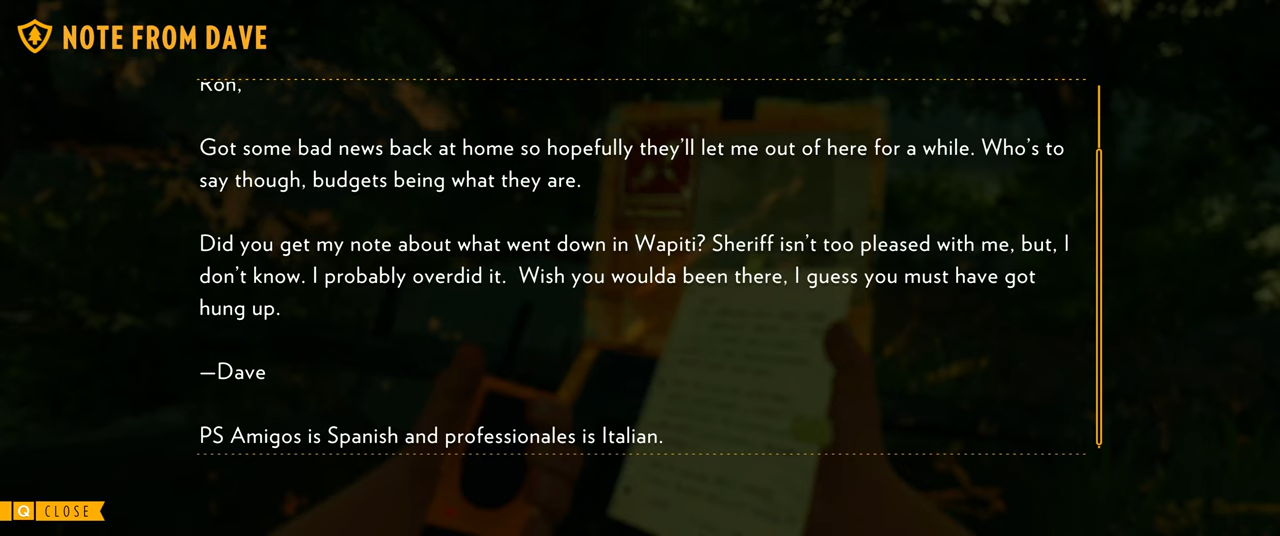 NOTE FROM DAVE
Ron,
Got some bad news back at home so hopefully they'll let me out of here for a while. Who's to
say though, budgets being what they are.
Did you get my note about what went down in Wapiti? Sheriff isn't too pleased with me, but, I
don't know. I probably overdid it.  Wish you woulda been there, I guess you must have got
hung up.
—Dave
PS Amigos is Spanish and professionales is Italian.
Q CLOSE